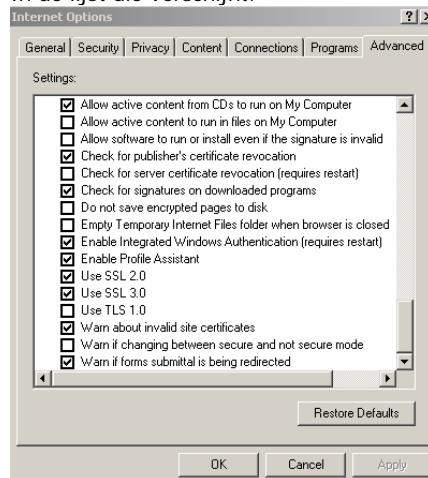 Internet Options
General Security Privacy Content Connections Programs Advanced
Settings:
Allow active content from CDs to run on My Computer
Allow active content to run in files on My Computer
Allow software to run or install even if the signature is invalid
Check for publisher's certificate revocation
Check for server certificate revocation (requires restart)
Check for signatures on downloaded programs
Do not save encrypted pages to disk
Empty Temporary Internet Files folder when browser is closed
Enable Integrated Windows Authentication (requires restart)
Enable Profile Assistant
Use SSL 2.0
Use SSL 3.0
Use TLS 1.0
Warn about invalid site certificates
Warn if changing between secure and not secure mode
Warn if forms submittal is being redirected
Restore Defaults
OK Cancel Apply